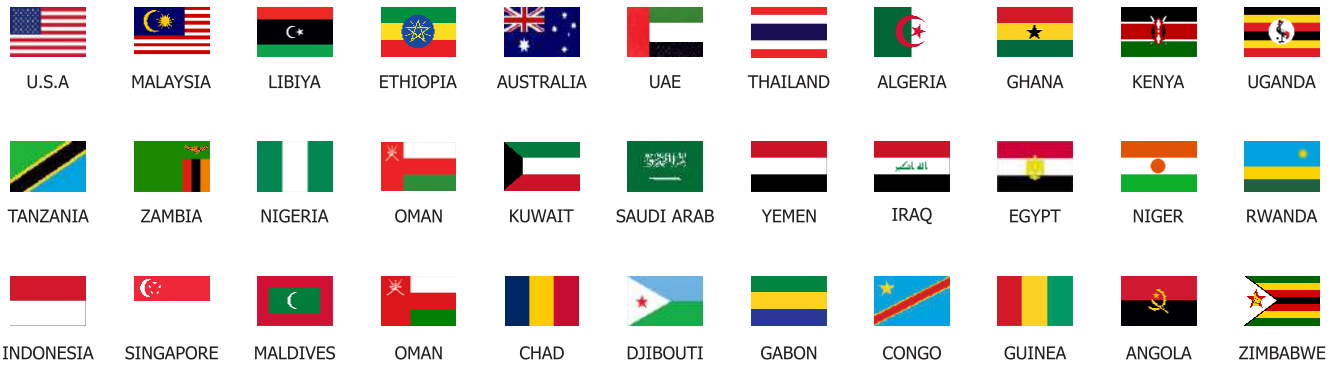 U.S.A MALAYSIA LIBIYA ETHIOPIA AUSTRALIA UAE THAILAND ALGERIA GHANA KENYA UGANDA
TANZANIA ZAMBIA NIGERIA OMAN KUWAIT SAUDI ARAB YEMEN IRAQ EGYPT NIGER RWANDA
INDONESIA SINGAPORE MALDIVES OMAN CHAD DJIBOUTI GABON CONGO GUINEA ANGOLA ZIMBABWE